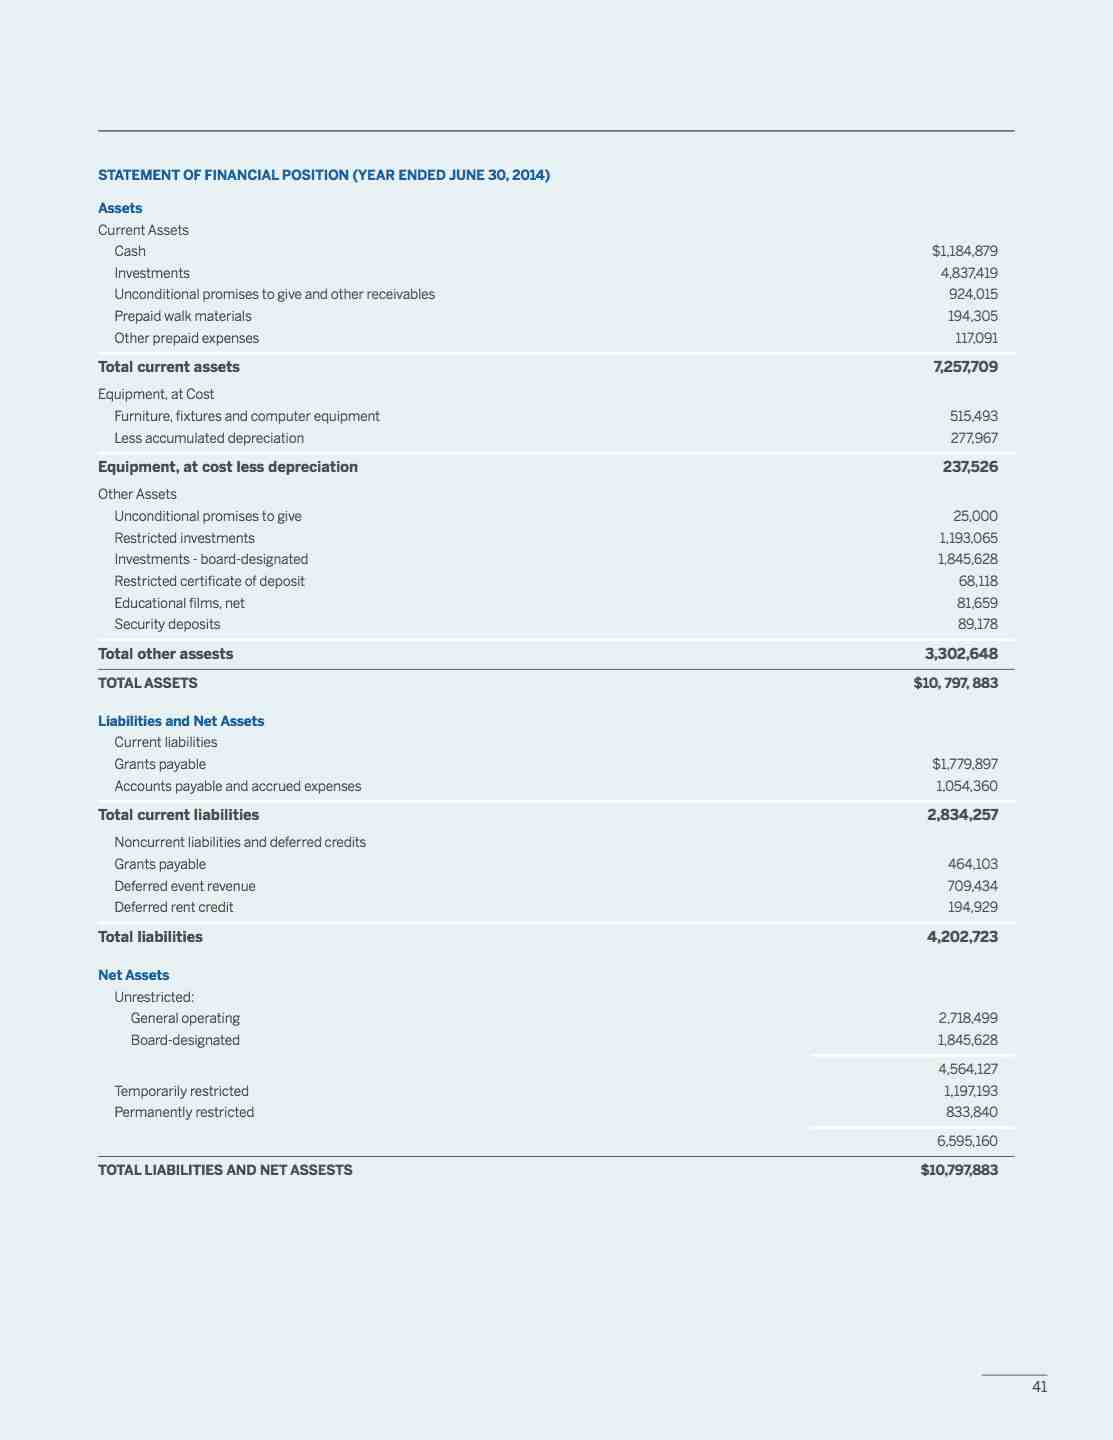 STATEMENT OF FINANCIAL POSITION (YEAR ENDED JUNE 30, 2014)
Assets
Current Assets
Cash $1,184,879
Investments 4,837,419
Unconditional promises to give and other receivables 924,015
Prepaid walk materials 194,305
Other prepaid expenses 117,091
Total current assets 7,257,709
Equipment, at Cost
Furniture, fixtures and computer equipment 515,493
Less accumulated depreciation 277,967
Equipment, at cost less depreciation 237,526
Other Assets
Unconditional promises to give 25,000
Restricted investments 1,193,065
Investments - board-designated 1,845,628
Restricted certificate of deposit 68,118
Educational films, net 81,659
Security deposits 89,178
Total other assests 3,302,648
TOTAL ASSETS $10, 797, 883
Liabilities and Net Assets
Current liabilities
Grants payable $1,779,897
Accounts payable and accrued expenses 1,054,360
Total current liabilities 2,834,257
Noncurrent liabilities and deferred credits
Grants payable 464,103
Deferred event revenue 709,434
Deferred rent credit 194,929
Total liabilities 4,202,723
Net Assets
Unrestricted:
General operating 2,718,499
Board-designated 1,845,628
4,564,127
Temporarily restricted 1,197,193
Permanently restricted 833,840
6,595,160
TOTAL LIABILITIES AND NET ASSESTS $10,797,883
41